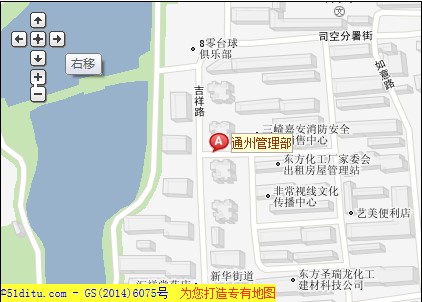 8零台球
俱乐部
司空分署街
如意路
右移
吉祥路
三崎嘉安消防安全
售中心
通州管理部
东方化工厂家委会
出租房屋管理站
非常视线文化
传播中心
艺美便利店
新华街道
东方圣瑞龙化工
建材科技公司
©51ditu.com - GS(2014)6075号 为您打造专有地图